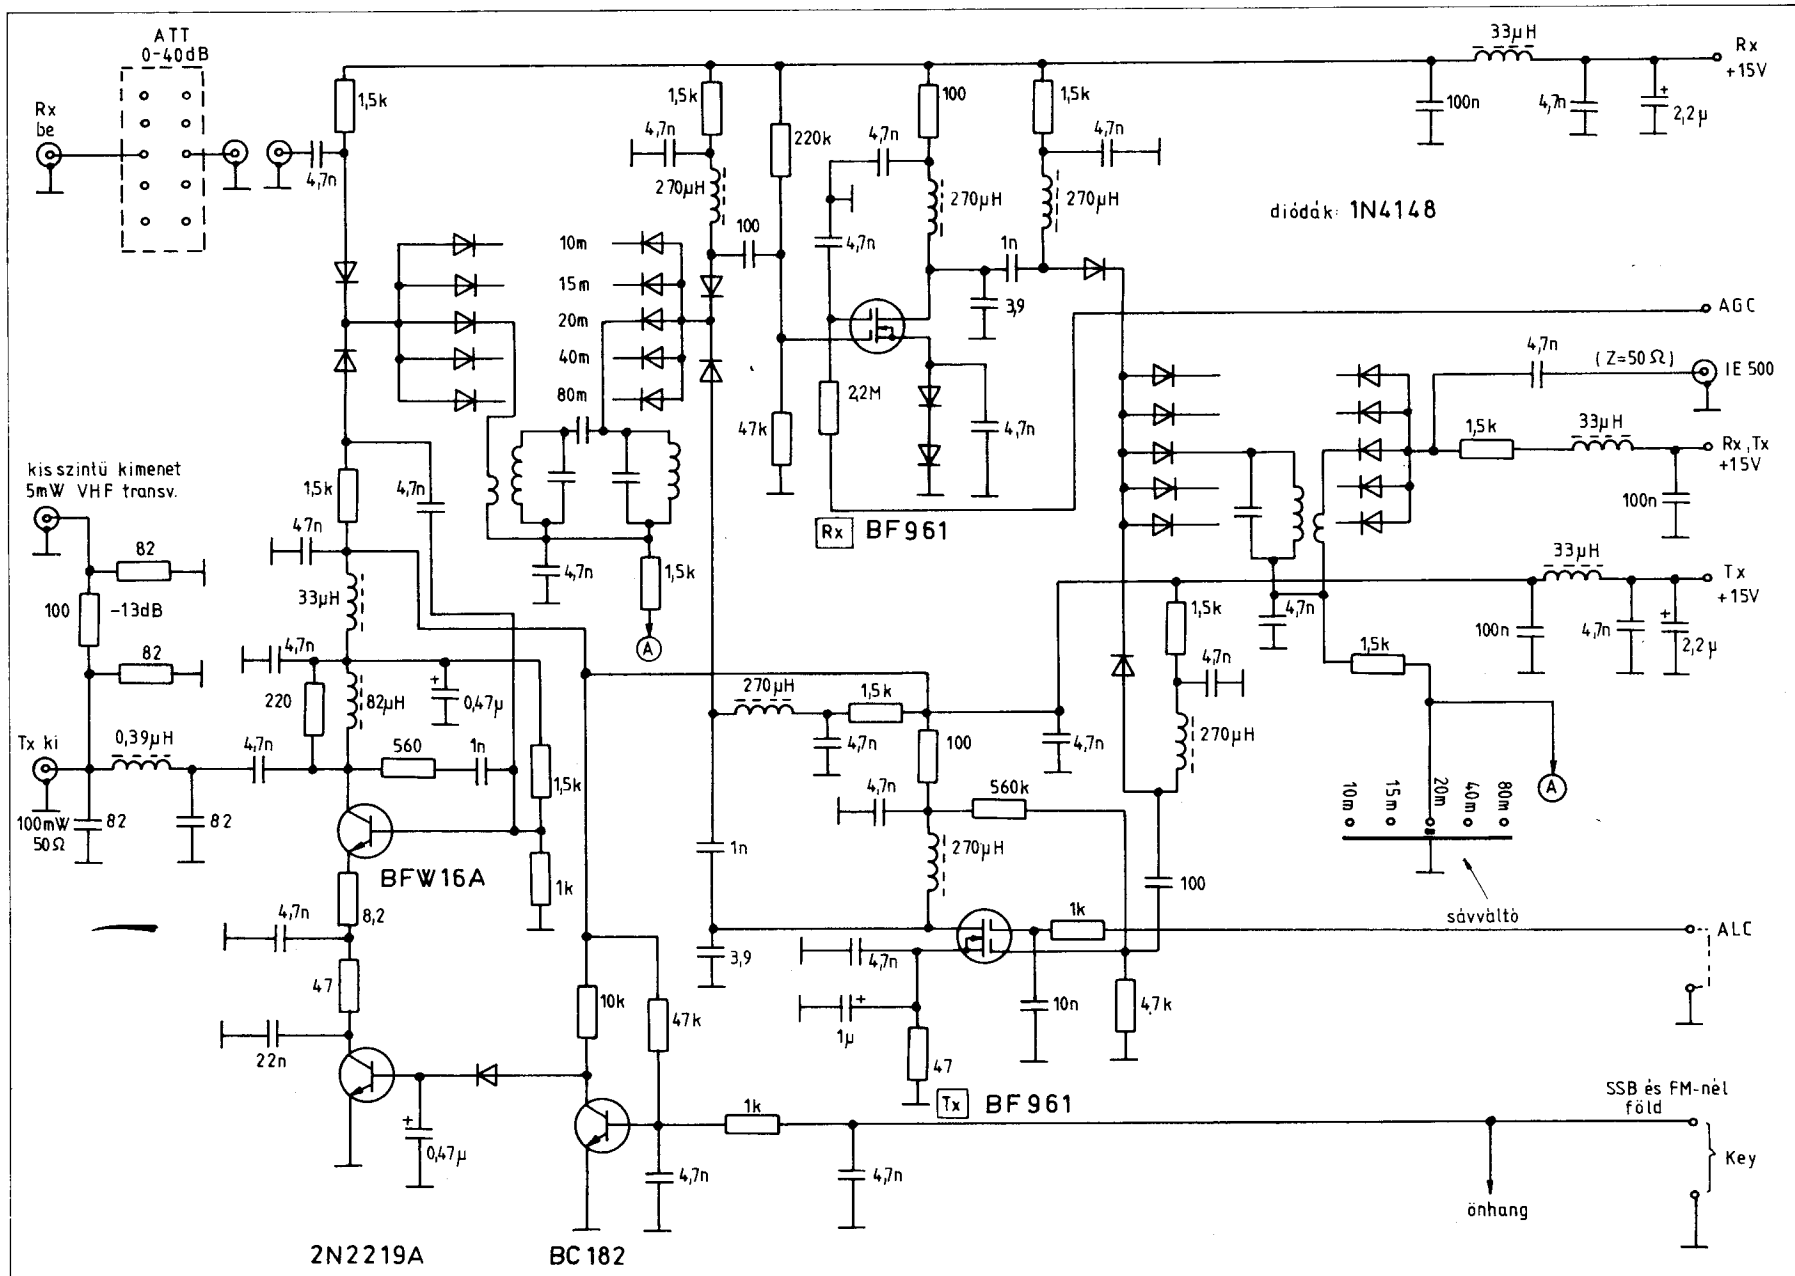 ATT
0-40dB
Rx
be
1,5k
4,7n
33µH
Rx
+15V
100n
4,7n
2,2µ
1,5k
4,7n
270µH
220k
100
4,7n
270µH
1,5k
4,7n
270µH
diódák: 1N4148
10m
15m
20m
40m
80m
100
4,7n
1n
3,9
AGC
4,7n
(Z=50Ω)
IE 500
2,2M
47k
4,7n
1,5k
33µH
Rx,Tx
+15V
100n
Rx BF961
kis szintű kimenet
5mW VHF transv.
1,5k
4,7n
47n
82
100
-13dB
82
33µH
4,7n
1,5k
A
33µH
Tx
+15V
1,5k
4,7n
100n
4,7n
2,2µ
4,7n
220
82µH
0,47µ
270µH
1,5k
4,7n
100
4,7n
4,7n
270µH
1,5k
A
Tx ki
0,39µH
4,7n
560
1n
1,5k
100mW
50Ω
82
82
BFW16A
1k
4,7n
560k
270µH
1n
100
10m
15m
20m
40m
80m
sávváltó
8,2
4,7n
47
22n
3,9
4,7n
1k
ALC
10k
47k
1µ
47
10n
47k
Tx BF961
0,47µ
1k
4,7n
4,7n
SSB és FM-nél
föld
Key
önhang
2N2219A
BC182